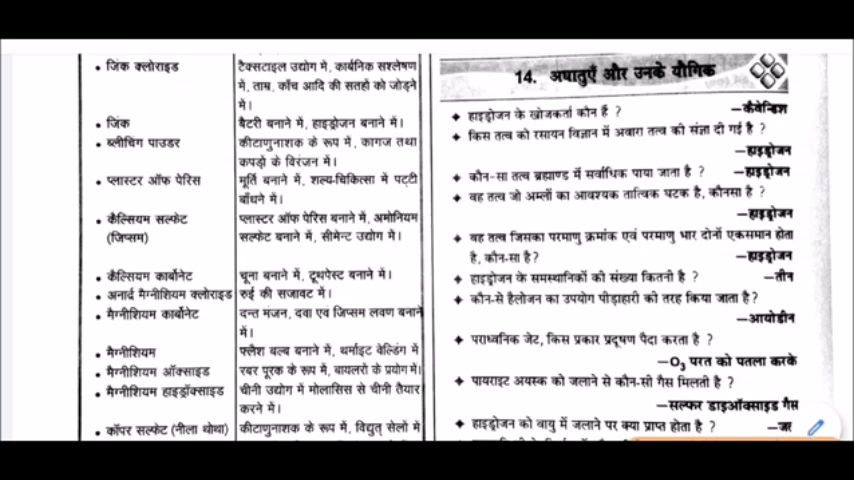 • जिंक क्लोराइड
टैक्सटाइल उद्योग में, कार्बनिक सश्लेषण
में, ताम्र, काँच आदि की सतहों को जोड़ने
में।
• जिंक
बैटरी बनाने में, हाइड्रोजन बनाने में।
• ब्लीचिंग पाउडर
कीटाणुनाशक के रूप में, कागज तथा
कपड़ो के विरंजन में।
• प्लास्टर ऑफ पेरिस
मूर्ति बनाने में, शल्य-चिकित्सा में पट्टी
बाँधने में।
• कैल्सियम सल्फेट
(जिप्सम)
प्लास्टर ऑफ पेरिस बनाने में, अमोनियम
सल्फेट बनाने में, सीमेन्ट उद्योग में।
• कैल्सियम कार्बोनेट
चूना बनाने में, टूथपेस्ट बनाने में।
• अनार्द्र मैग्नीशियम क्लोराइड
रुई की सजावट में।
• मैग्नीशियम कार्बोनेट
दन्त मंजन, दवा एवं जिप्सम लवण बनाने
में।
• मैग्नीशियम
फ्लैश बल्ब बनाने में, थर्माइट वेल्डिंग में
• मैग्नीशियम ऑक्साइड
रबर पूरक के रूप में, बायलरों के प्रयोग में।
• मैग्नीशियम हाइड्रॉक्साइड
चीनी उद्योग में मोलासिस से चीनी तैयार
करने में।
• कॉपर सल्फेट (नीला थोथा)
कीटाणुनाशक के रूप में, विद्युत् सेलों मे
14. अधातुएँ और उनके यौगिक
हाइड्रोजन के खोजकर्ता कौन हैं ? —कैवेन्डिश
किस तत्व को रसायन विज्ञान में अवारा तत्व की संज्ञा दी गई है ?
—हाइड्रोजन
कौन-सा तत्व ब्रह्माण्ड में सर्वाधिक पाया जाता है ? —हाइड्रोजन
वह तत्व जो अम्लों का आवश्यक तात्विक घटक है, कौनसा है ?
—हाइड्रोजन
वह तत्व जिसका परमाणु क्रमांक एवं परमाणु भार दोनों एकसमान होता
है, कौन-सा है? —हाइड्रोजन
हाइड्रोजन के समस्थानिकों की संख्या कितनी है ? —तीन
कौन-से हैलोजन का उपयोग पीड़ाहारी की तरह किया जाता है?
—आयोडीन
पराध्वनिक जेट, किस प्रकार प्रदूषण पैदा करता है ?
—O₃ परत को पतला करके
पायराइट अयस्क को जलाने से कौन-सी गैस मिलती है ?
—सल्फर डाइऑक्साइड गैस
हाइड्रोजन को वायु में जलाने पर क्या प्राप्त होता है ?